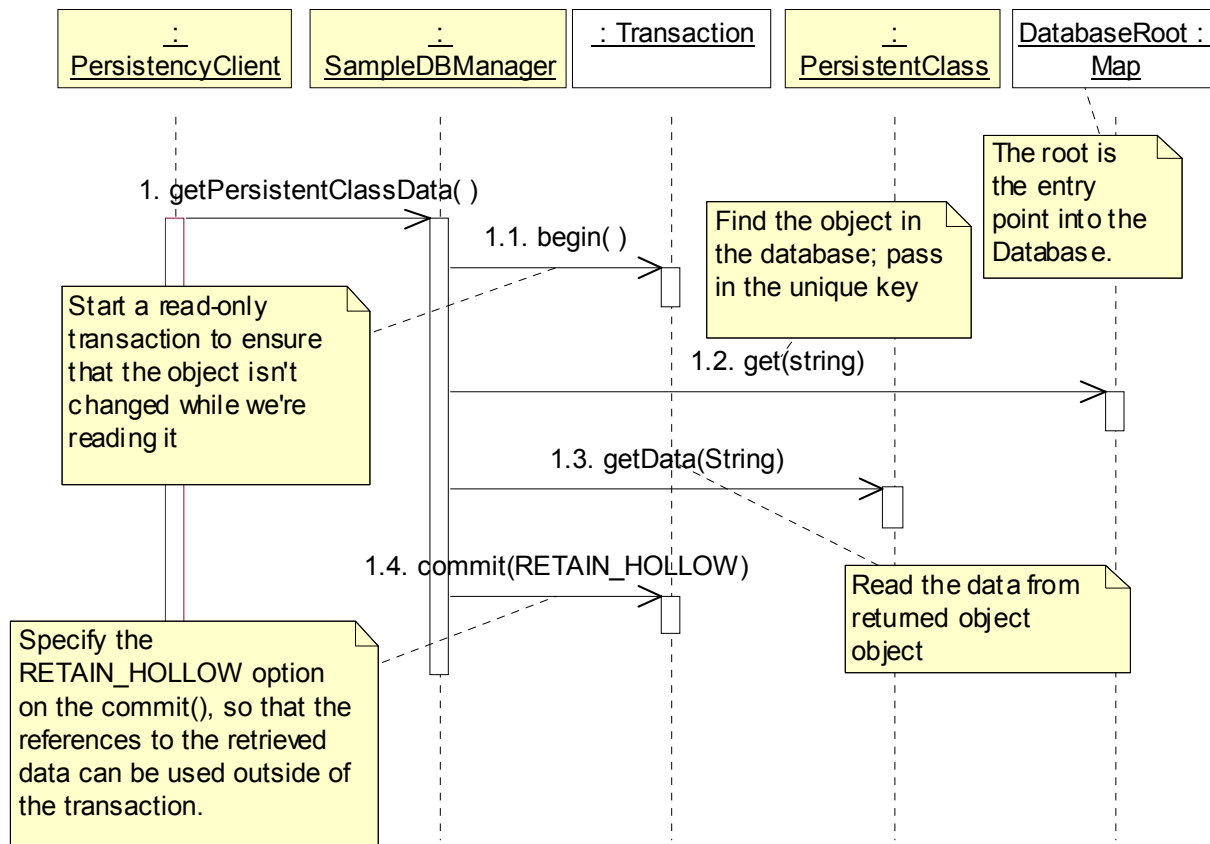 :
PersistencyClient
:
SampleDBManager
: Transaction
:
PersistentClass
DatabaseRoot :
Map
The root is
the entry
point into the
Database.
1. getPersistentClassData( )
Find the object in
the database; pass
in the unique key
1.1. begin( )
Start a read-only
transaction to ensure
that the object isn't
changed while we're
reading it
1.2. get(string)
1.3. getData(String)
1.4. commit(RETAIN_HOLLOW)
Read the data from
returned object
object
Specify the
RETAIN_HOLLOW option
on the commit(), so that the
references to the retrieved
data can be used outside of
the transaction.